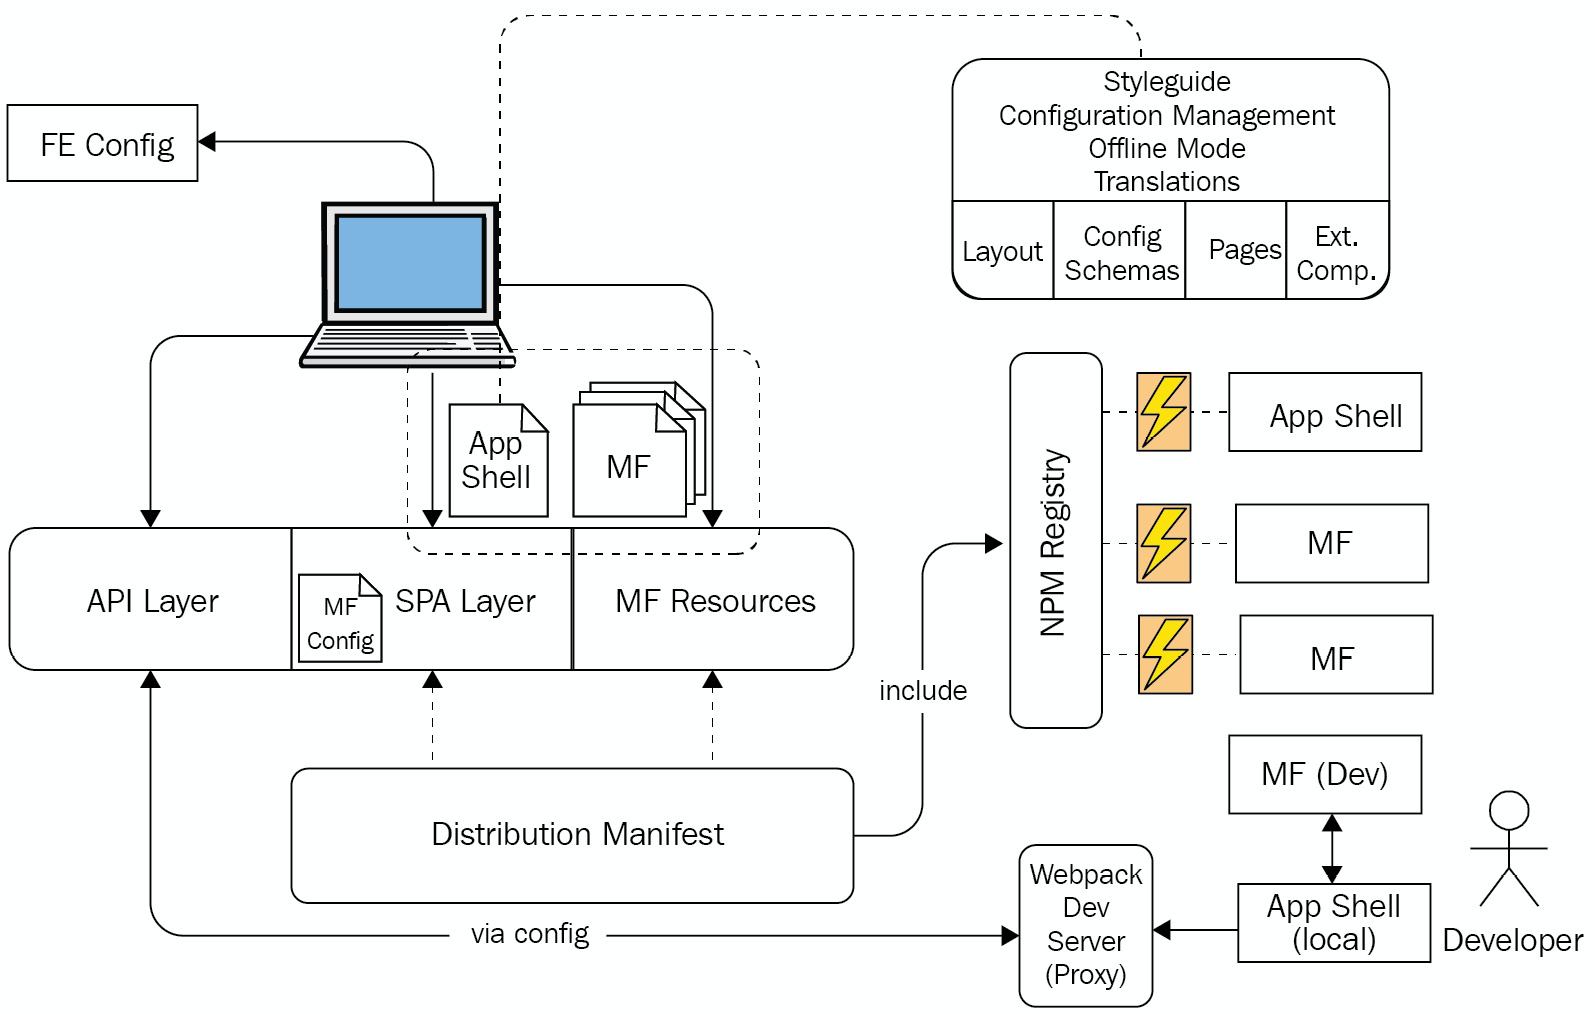 Styleguide
Configuration Management
Offline Mode
Translations
Layout
Config
Schemas
Pages
Ext.
Comp.
FE Config
App
Shell
MF
API Layer
MF
Config
SPA Layer
MF Resources
NPM Registry
App Shell
MF
MF
include
Distribution Manifest
via config
MF (Dev)
Webpack
Dev
Server
(Proxy)
App Shell
(local)
Developer